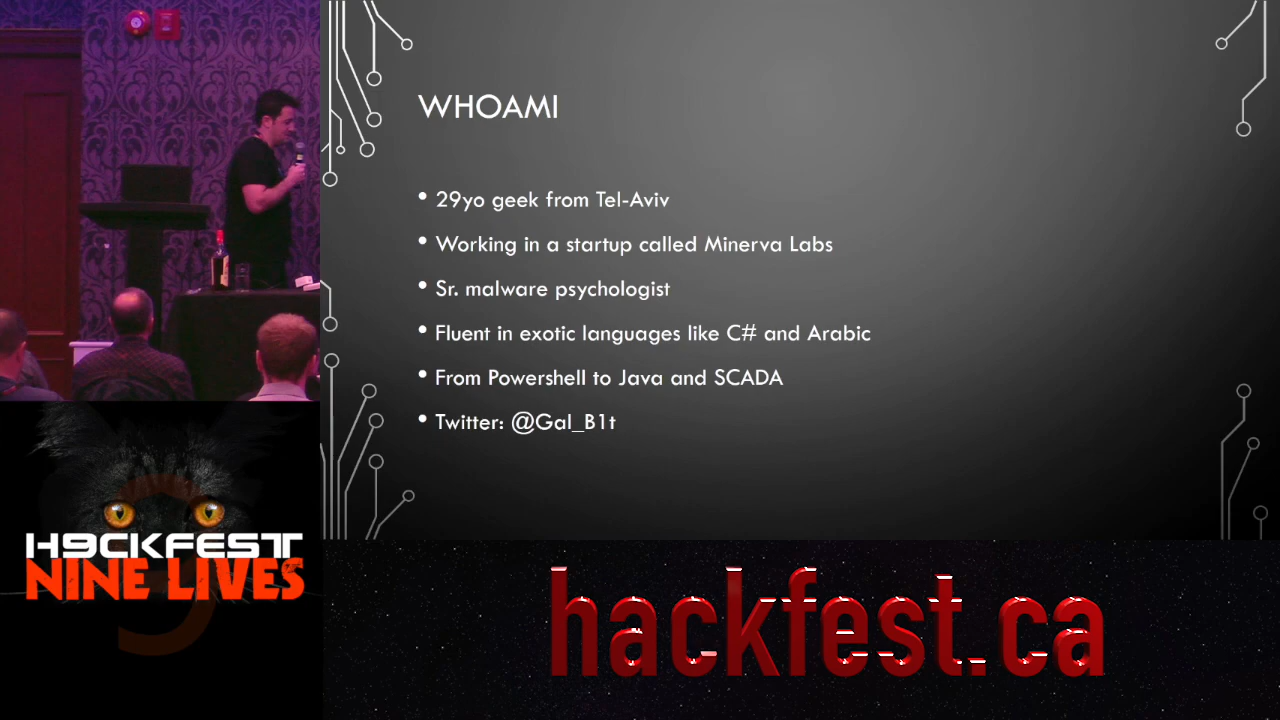 WHOAMI
• 29yo geek from Tel-Aviv
• Working in a startup called Minerva Labs
• Sr. malware psychologist
• Fluent in exotic languages like C# and Arabic
• From Powershell to Java and SCADA
• Twitter: @Gal_B1t
H9CKFEST
NINE LIVES
hackfest.ca